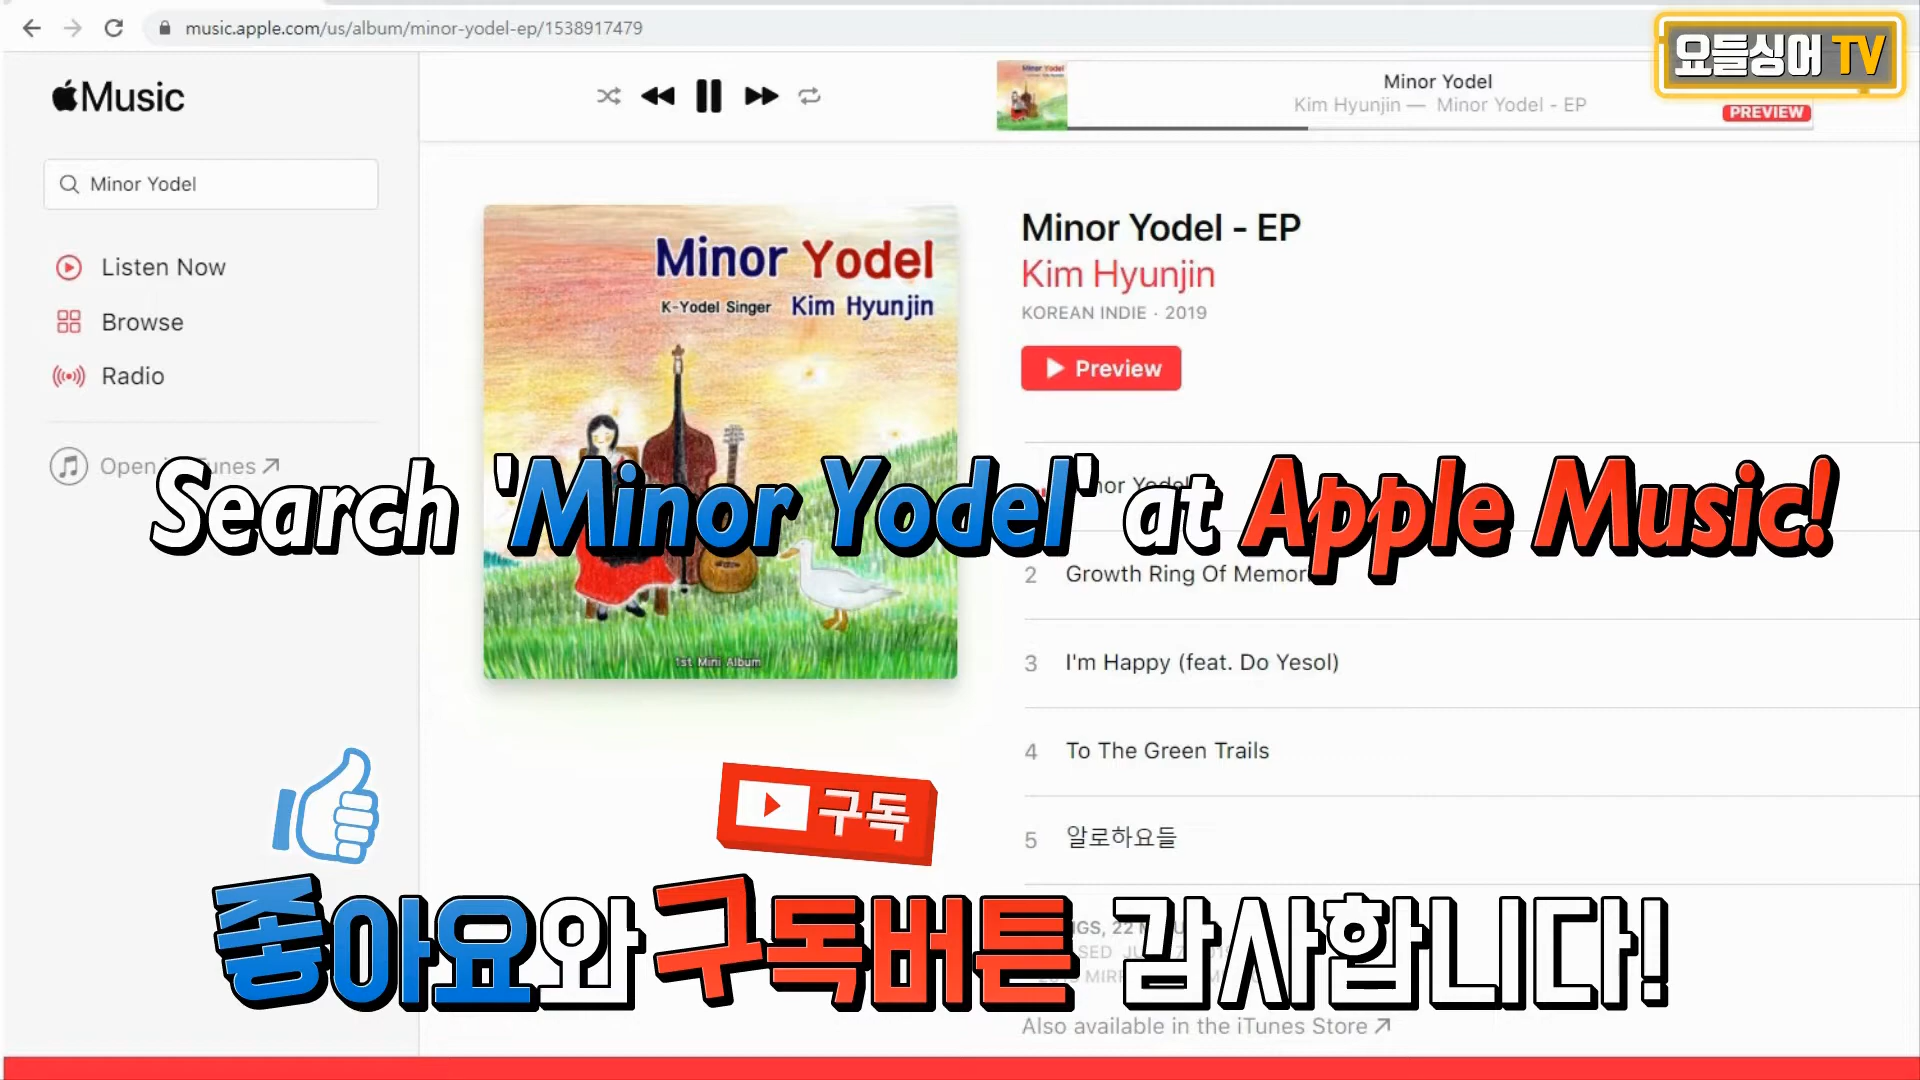 music.apple.com/us/album/minor-yodel-ep/1538917479
요들싱어 TV
Music
Minor Yodel
Kim Hyunjin — Minor Yodel - EP
PREVIEW
Minor Yodel
Listen Now
Browse
Radio
Open
Minor Yodel
K-Yodel Singer Kim Hyunjin
1st Mini Album
Minor Yodel - EP
Kim Hyunjin
KOREAN INDIE · 2019
Preview
Search 'Minor Yodel' at Apple Music!
2 Growth Ring Of
3 I'm Happy (feat. Do Yesol)
4 To The Green Trails
5 알로하요들
구독
좋아요와 구독버튼 감사합니다!
Also available in the iTunes Store